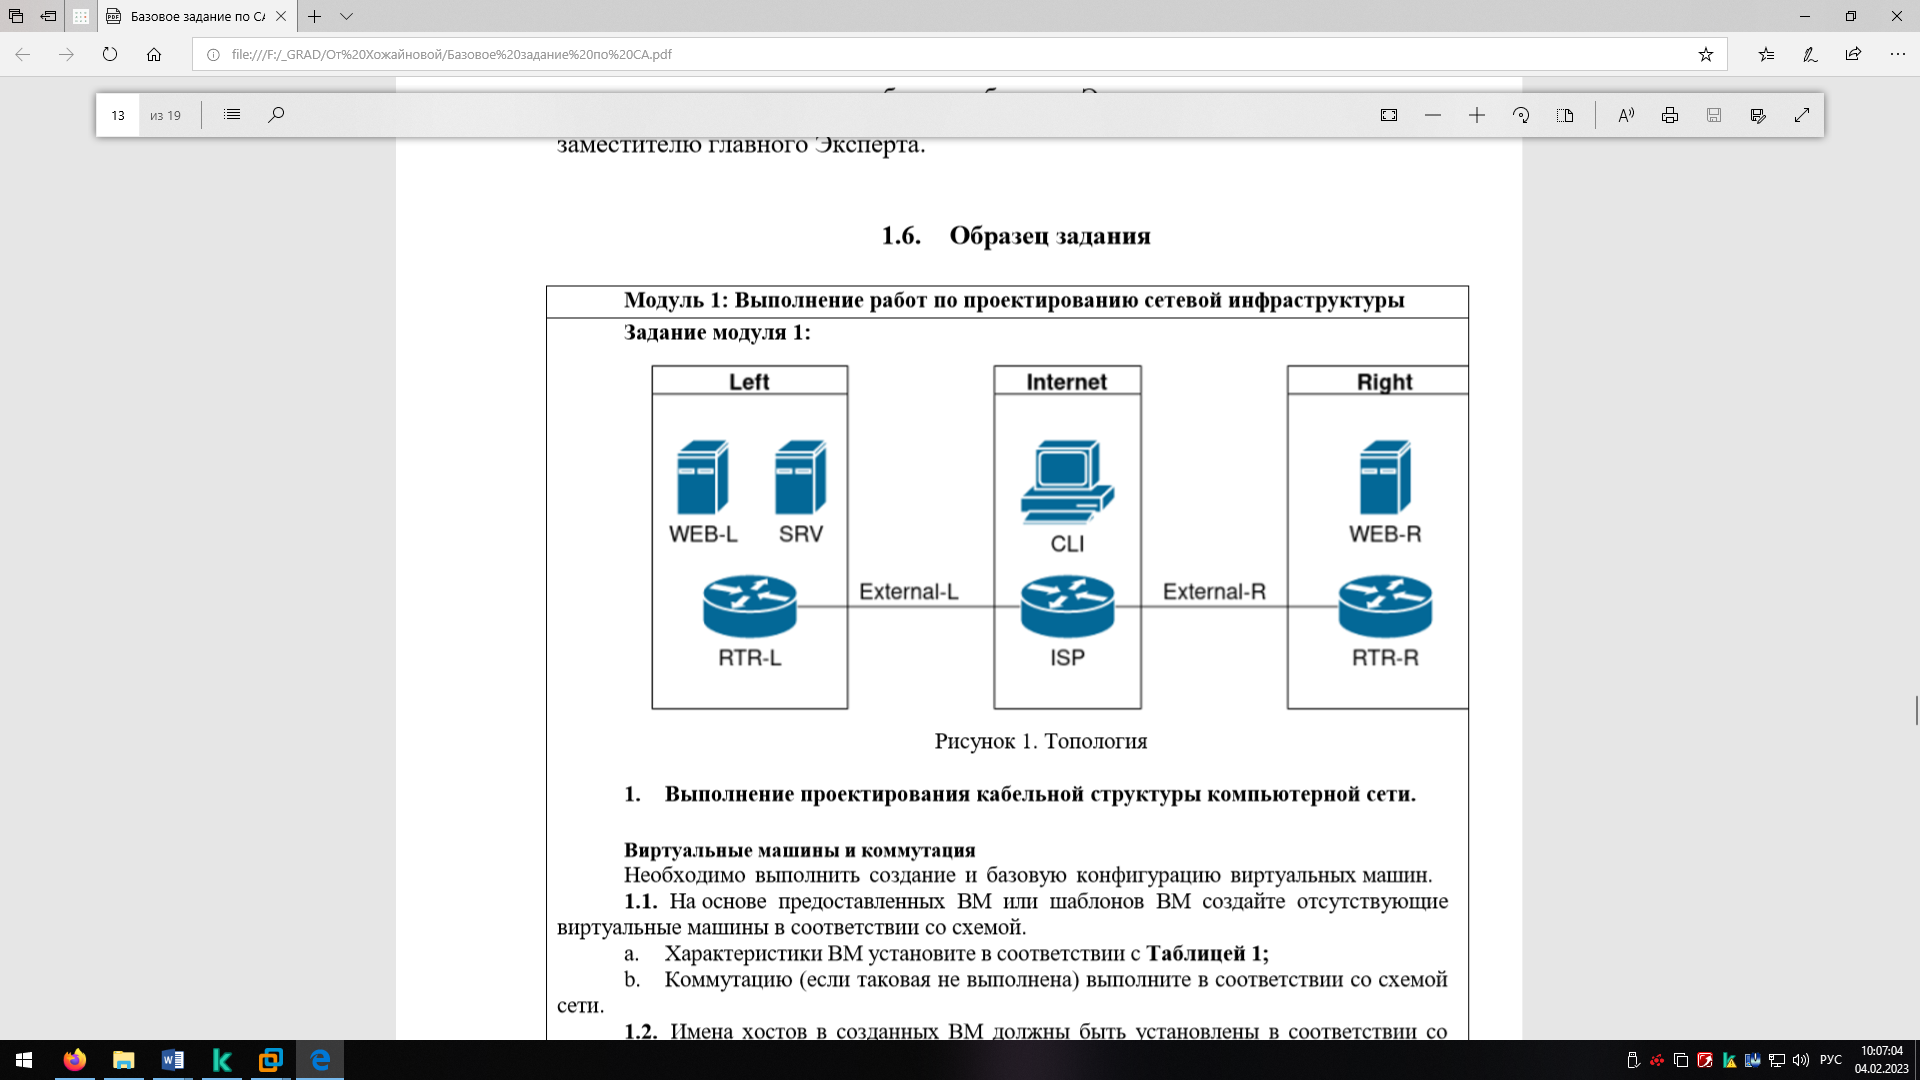 Базовое задание по СА
file:///F:/_GRAD/От%20Хожайновой/Базовое%20задание%20по%20СА.pdf
13 из 19
заместителю главного Эксперта.
1.6. Образец задания
Модуль 1: Выполнение работ по проектированию сетевой инфраструктуры
Задание модуля 1:
Left Internet Right
WEB-L SRV CLI WEB-R
External-L External-R
RTR-L ISP RTR-R
Рисунок 1. Топология
1. Выполнение проектирования кабельной структуры компьютерной сети.
Виртуальные машины и коммутация
Необходимо выполнить создание и базовую конфигурацию виртуальных машин.
1.1. На основе предоставленных ВМ или шаблонов ВМ создайте отсутствующие
виртуальные машины в соответствии со схемой.
a. Характеристики ВМ установите в соответствии с Таблицей 1;
b. Коммутацию (если таковая не выполнена) выполните в соответствии со схемой
сети.
1.2. Имена хостов в созданных ВМ должны быть установлены в соответствии со
РУС
10:07:04
04.02.2023